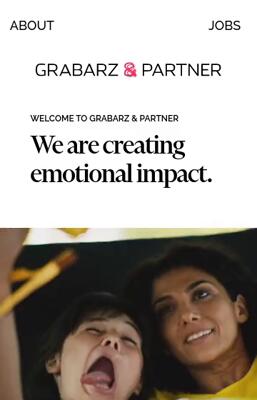 ABOUT JOBS
GRABARZ & PARTNER
WELCOME TO GRABARZ & PARTNER
We are creating
emotional impact.